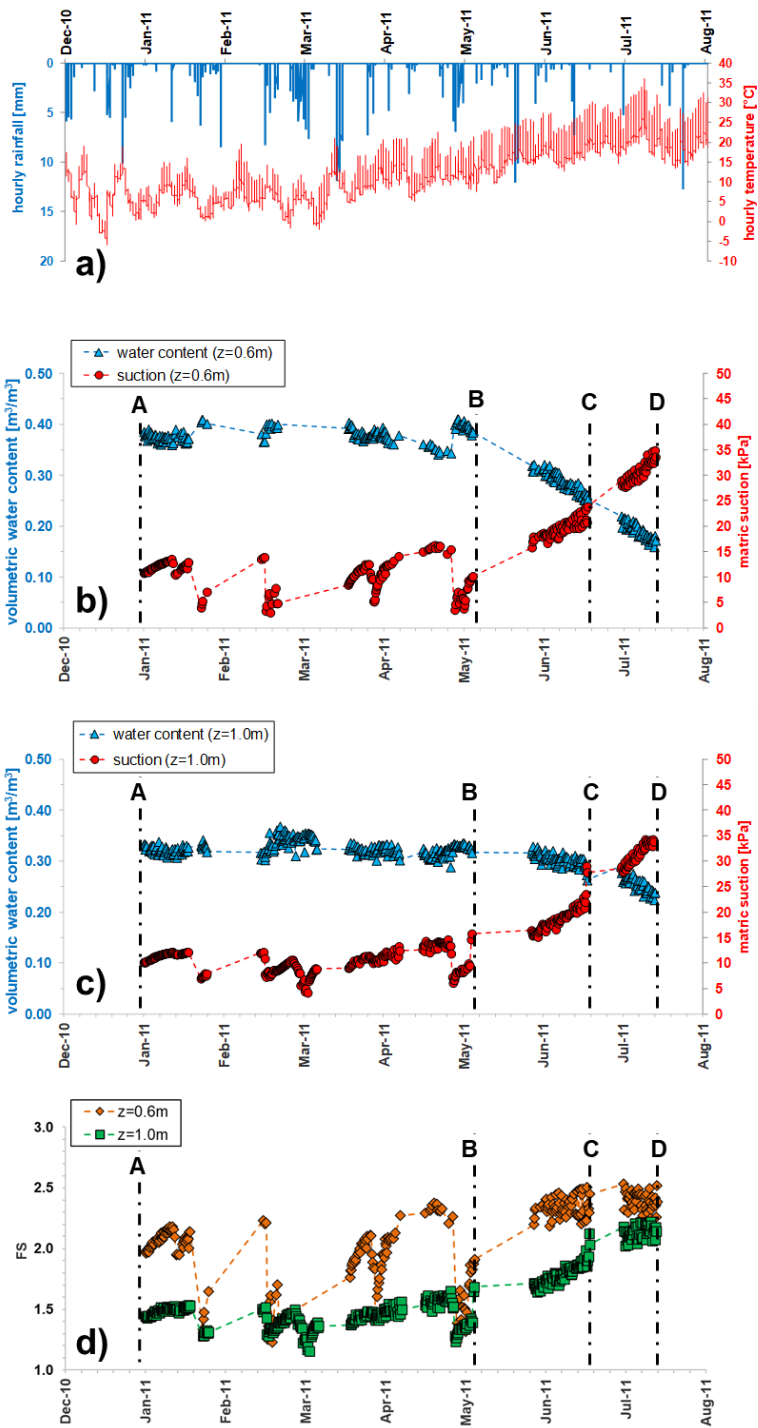 Dec-10 Jan-11 Feb-11 Mar-11 Apr-11 May-11 Jun-11 Jul-11 Aug-11
hourly rainfall [mm]
0
5
10
15
20
40
35
30
25
20
15
10
5
0
-5
-10
hourly temperature [°C]
a)
water content (z=0.6m)
suction (z=0.6m)
volumetric water content [m³/m³]
0.50
0.40
0.30
0.20
0.10
0.00
A B C D
50
45
40
35
30
25
20
15
10
5
0
matric suction [kPa]
b)
Dec-10 Jan-11 Feb-11 Mar-11 Apr-11 May-11 Jun-11 Jul-11 Aug-11
water content (z=1.0m)
suction (z=1.0m)
volumetric water content [m³/m³]
0.50
0.40
0.30
0.20
0.10
0.00
A B C D
50
45
40
35
30
25
20
15
10
5
0
matric suction [kPa]
c)
Dec-10 Jan-11 Feb-11 Mar-11 Apr-11 May-11 Jun-11 Jul-11 Aug-11
z=0.6m
z=1.0m
FS
3.0
2.5
2.0
1.5
1.0
A B C D
d)
Dec-10 Jan-11 Feb-11 Mar-11 Apr-11 May-11 Jun-11 Jul-11 Aug-11